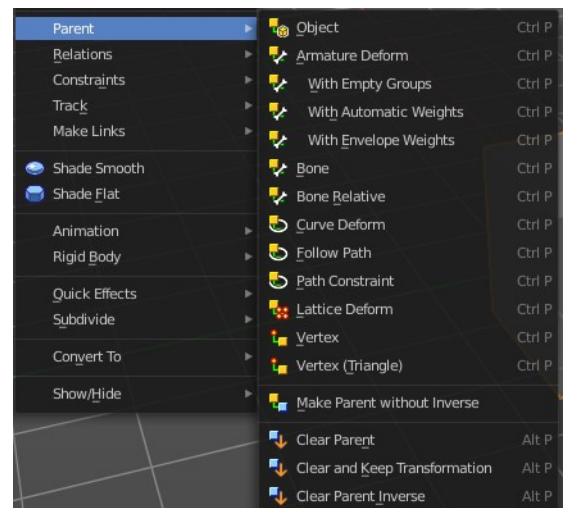 Parent
Relations
Constraints
Track
Make Links
Shade Smooth
Shade Flat
Animation
Rigid Body
Quick Effects
Subdivide
Convert To
Show/Hide
Object Ctrl P
Armature Deform Ctrl P
With Empty Groups Ctrl P
With Automatic Weights Ctrl P
With Envelope Weights Ctrl P
Bone Ctrl P
Bone Relative Ctrl P
Curve Deform Ctrl P
Follow Path Ctrl P
Path Constraint Ctrl P
Lattice Deform Ctrl P
Vertex Ctrl P
Vertex (Triangle) Ctrl P
Make Parent without Inverse
Clear Parent Alt P
Clear and Keep Transformation Alt P
Clear Parent Inverse Alt P